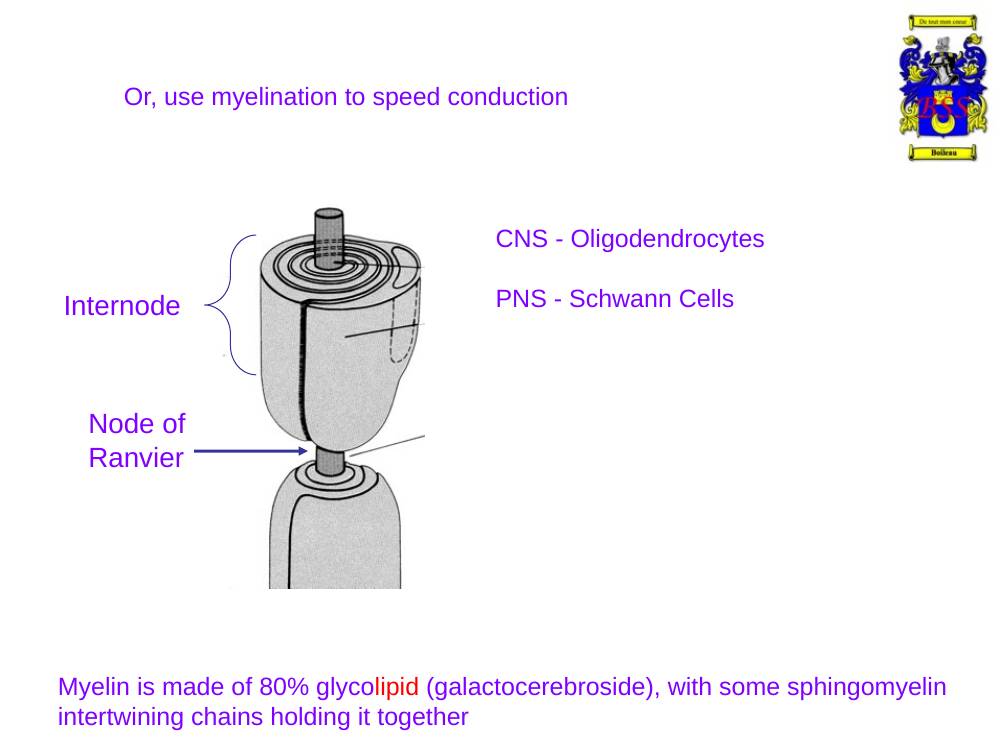 De tout mon coeur
BSS
Boileau
Or, use myelination to speed conduction
CNS - Oligodendrocytes
PNS - Schwann Cells
Internode
Node of
Ranvier
Myelin is made of 80% glycolipid (galactocerebroside), with some sphingomyelin
intertwining chains holding it together